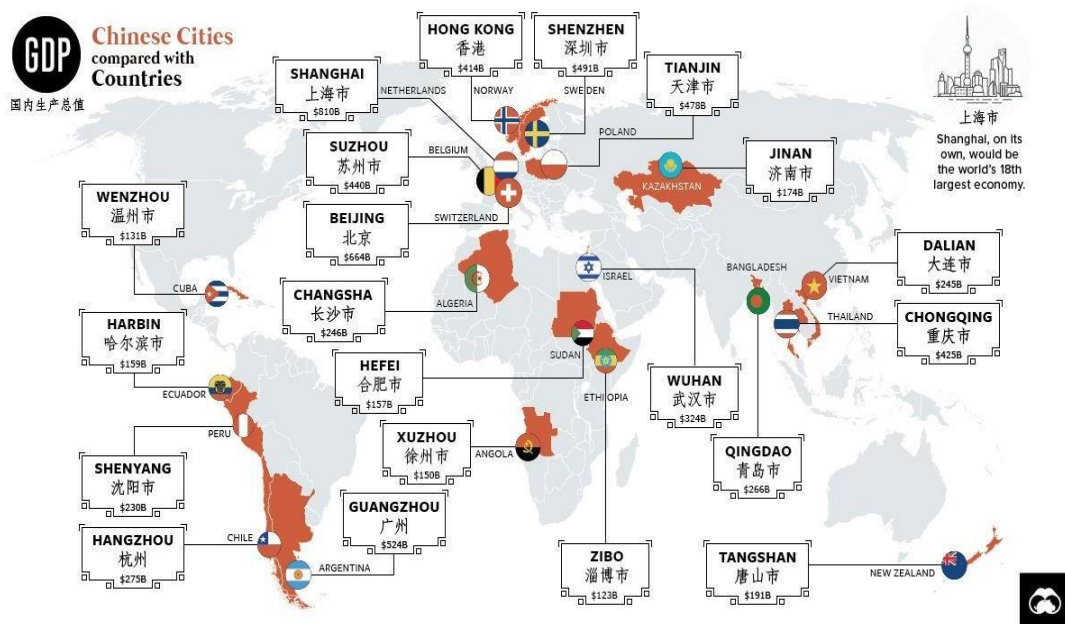 GDP
国内生产总值
Chinese Cities
compared with
Countries
HONG KONG
香港
$414B
NORWAY
SHENZHEN
深圳市
$491B
SWEDEN
SHANGHAI
上海市
$810B
NETHERLANDS
TIANJIN
天津市
$478B
POLAND
上海市
Shanghai, on its
own, would be
the world's 18th
largest economy.
SUZHOU
苏州市
$440B
BELGIUM
JINAN
济南市
$174B
KAZAKHSTAN
WENZHOU
温州市
$131B
CUBA
BEIJING
北京
$664B
SWITZERLAND
DALIAN
大连市
$245B
VIETNAM
BANGLADESH
ISRAEL
CHANGSHA
长沙市
$246B
ALGERIA
HARBIN
哈尔滨市
$159B
ECUADOR
CHONGQING
重庆市
$425B
THAILAND
HEFEI
合肥市
$157B
SUDAN
ETHIOPIA
WUHAN
武汉市
$324B
XUZHOU
徐州市
$150B
ANGOLA
PERU
SHENYANG
沈阳市
$230B
QINGDAO
青岛市
$266B
GUANGZHOU
广州
$524B
ARGENTINA
HANGZHOU
杭州
$275B
CHILE
ZIBO
淄博市
$123B
TANGSHAN
唐山市
$191B
NEW ZEALAND